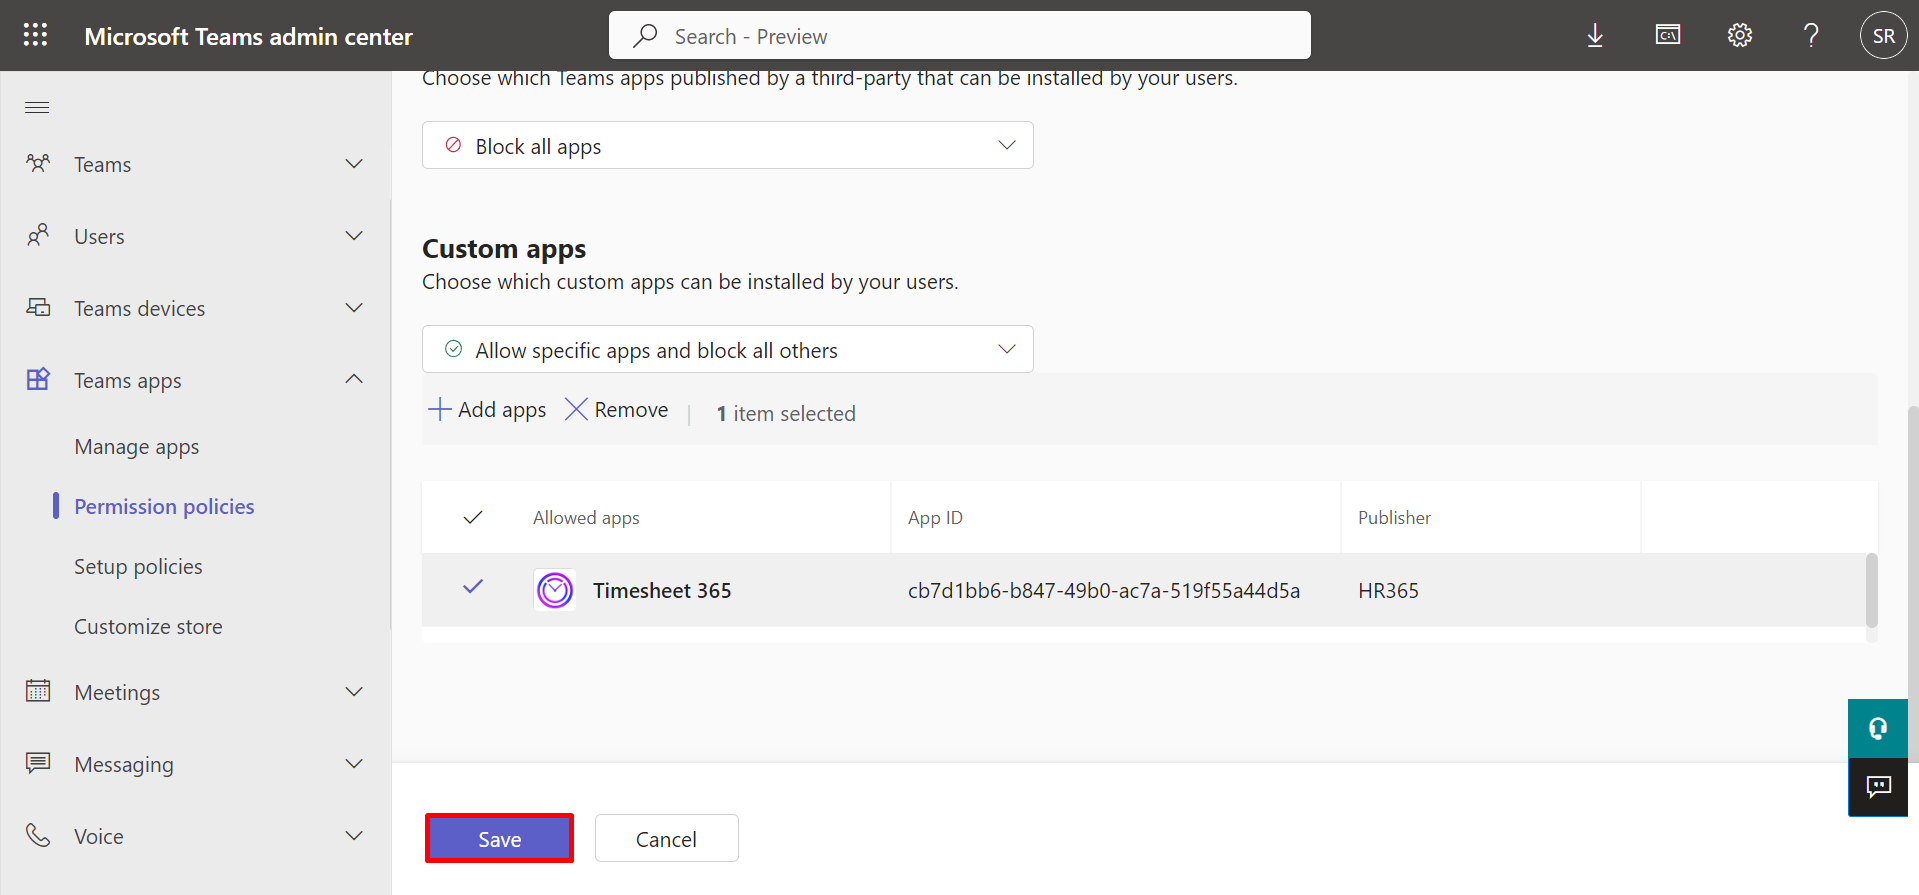 Microsoft Teams admin center
Search - Preview
C:\
?
SR
Choose which Teams apps published by a third-party that can be installed by your users.
Block all apps
Custom apps
Choose which custom apps can be installed by your users.
Allow specific apps and block all others
Add apps
Remove
1 item selected
Allowed apps
App ID
Publisher
Timesheet 365
cb7d1bb6-b847-49b0-ac7a-519f55a44d5a
HR365
Save
Cancel
Teams
Users
Teams devices
Teams apps
Manage apps
Permission policies
Setup policies
Customize store
Meetings
Messaging
Voice